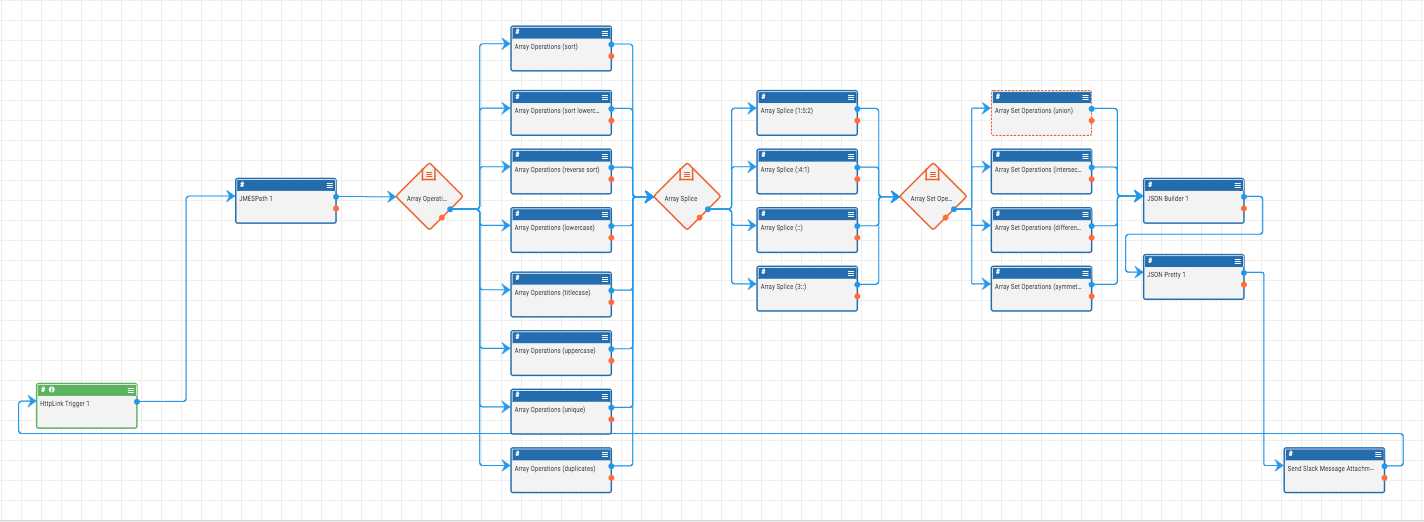 #
Array Operations (sort)
#
Array Operations (sort lowerc...
#
Array Operations (reverse sort)
#
Array Operations (lowercase)
#
Array Operations (titlecase)
#
Array Operations (uppercase)
#
Array Operations (unique)
#
Array Operations (duplicates)
#
Array Splice (1:5:2)
#
Array Splice (:4:1)
#
Array Splice (::)
#
Array Splice (3::)
#
Array Set Operations (union)
#
Array Set Operations (intersec...
#
Array Set Operations (differen...
#
Array Set Operations (symmet...
#
JMESPath 1
Array Operati...
Array Splice
Array Set Ope...
#
JSON Builder 1
#
JSON Pretty 1
#
HttpLink Trigger 1
#
Send Slack Message Attachm...